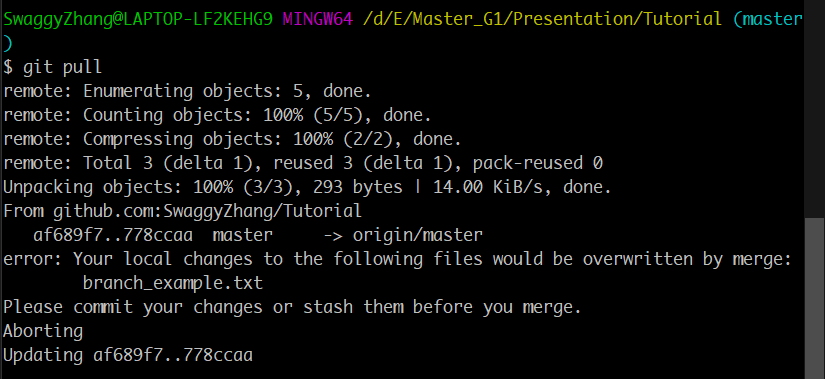 SwaggyZhang@LAPTOP-LF2KEHG9 MINGW64 /d/E/Master_G1/Presentation/Tutorial (master
)
$ git pull
remote: Enumerating objects: 5, done.
remote: Counting objects: 100% (5/5), done.
remote: Compressing objects: 100% (2/2), done.
remote: Total 3 (delta 1), reused 3 (delta 1), pack-reused 0
Unpacking objects: 100% (3/3), 293 bytes | 14.00 KiB/s, done.
From github.com:SwaggyZhang/Tutorial
   af689f7..778ccaa  master     -> origin/master
error: Your local changes to the following files would be overwritten by merge:
        branch_example.txt
Please commit your changes or stash them before you merge.
Aborting
Updating af689f7..778ccaa